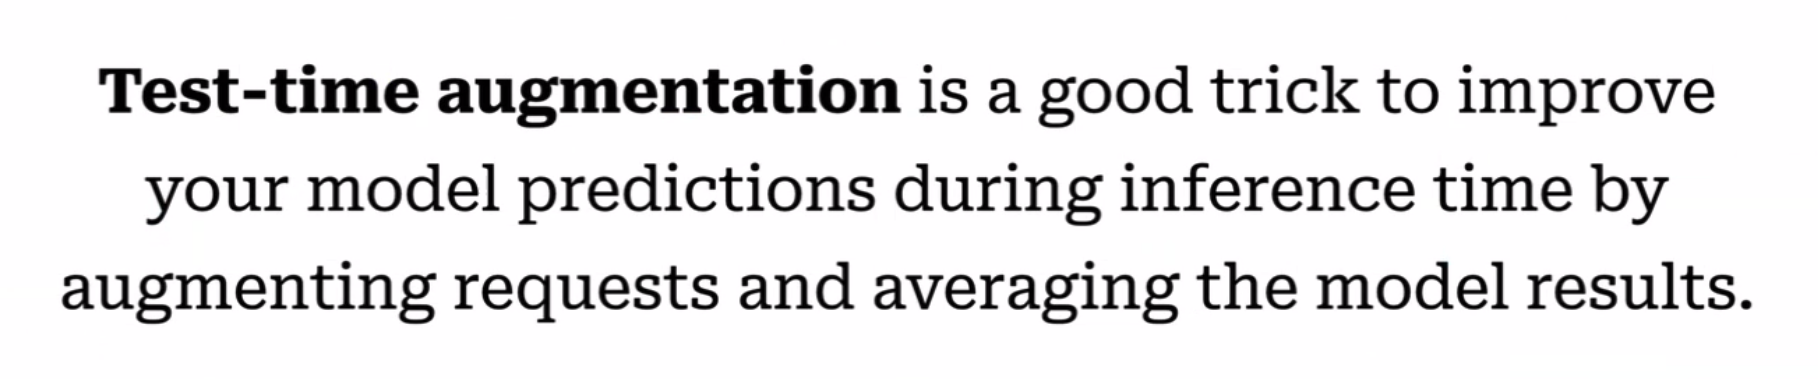 Test-time augmentation is a good trick to improve
your model predictions during inference time by
augmenting requests and averaging the model results.